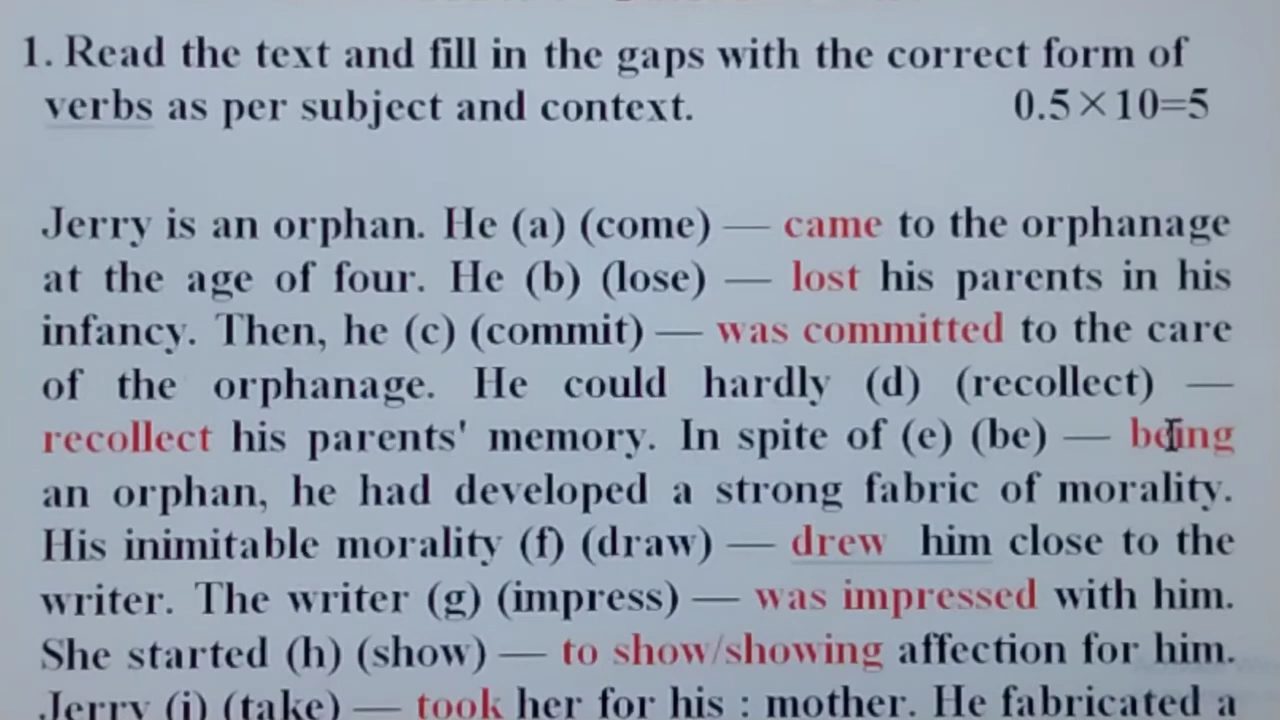 1. Read the text and fill in the gaps with the correct form of
verbs as per subject and context. 0.5×10=5
Jerry is an orphan. He (a) (come) — came to the orphanage
at the age of four. He (b) (lose) — lost his parents in his
infancy. Then, he (c) (commit) — was committed to the care
of the orphanage. He could hardly (d) (recollect) —
recollect his parents' memory. In spite of (e) (be) — being
an orphan, he had developed a strong fabric of morality.
His inimitable morality (f) (draw) — drew him close to the
writer. The writer (g) (impress) — was impressed with him.
She started (h) (show) — to show/showing affection for him.
Jerry (i) (take) — took her for his : mother. He fabricated a